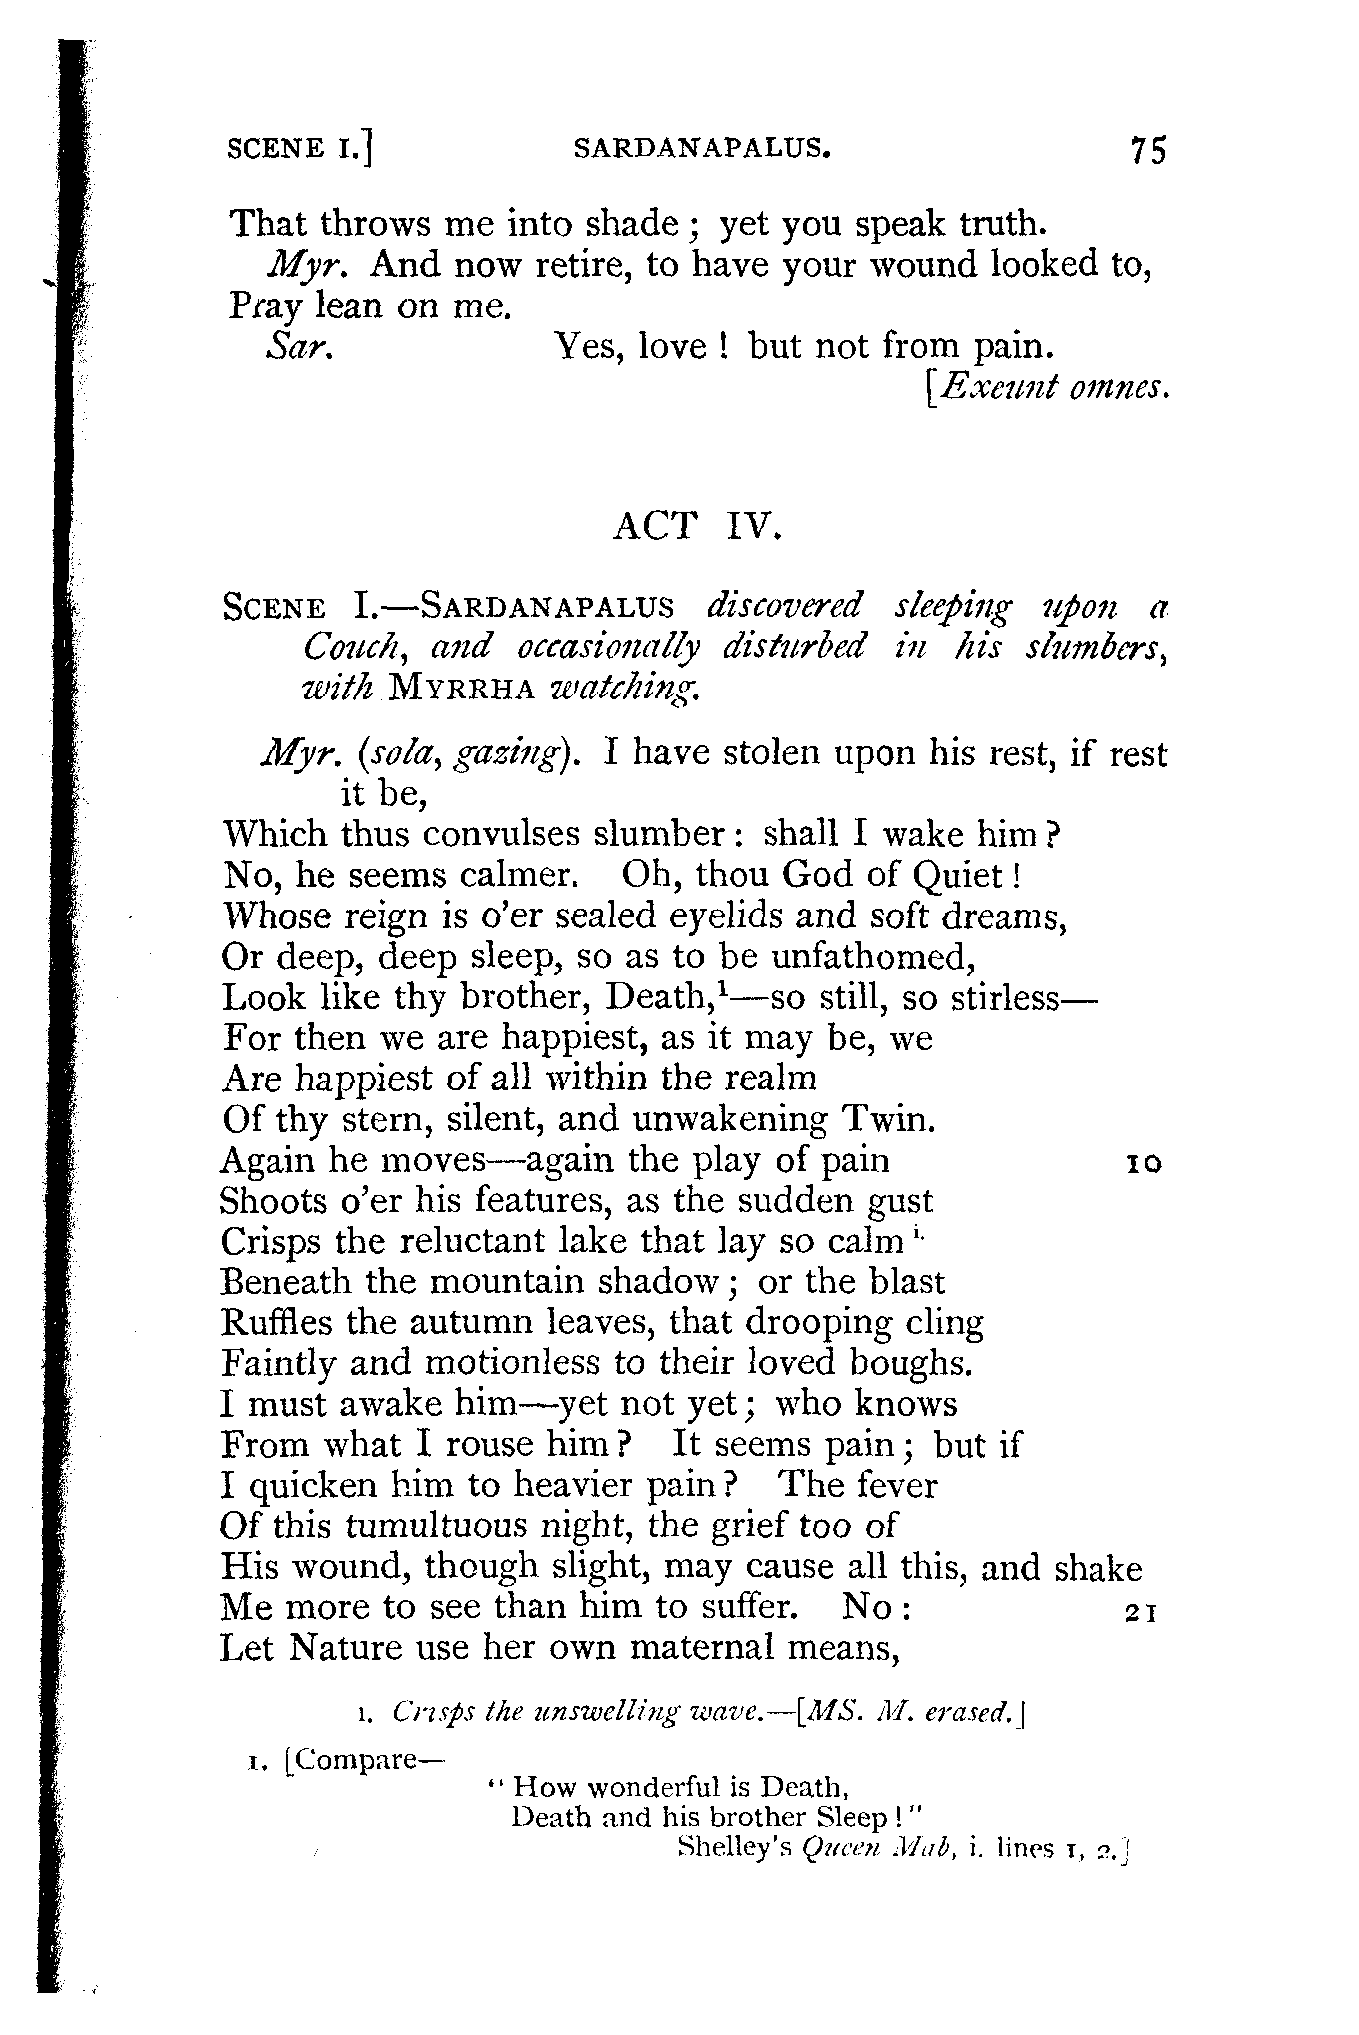 SCENE I.] SARDANAPALUS. 75
That throws me into shade; yet you speak truth.
Myr. And now retire, to have your wound looked to,
Pray lean on me.
Sar. Yes, love! but not from pain.
[Exeunt omnes.
ACT IV.
SCENE I.—SARDANAPALUS discovered sleeping upon a
Couch, and occasionally disturbed in his slumbers,
with MYRRHA watching.
Myr. (sola, gazing). I have stolen upon his rest, if rest
it be,
Which thus convulses slumber: shall I wake him?
No, he seems calmer. Oh, thou God of Quiet!
Whose reign is o'er sealed eyelids and soft dreams,
Or deep, deep sleep, so as to be unfathomed,
Look like thy brother, Death,¹—so still, so stirless—
For then we are happiest, as it may be, we
Are happiest of all within the realm
Of thy stern, silent, and unwakening Twin.
Again he moves—again the play of pain 10
Shoots o'er his features, as the sudden gust
Crisps the reluctant lake that lay so calm i.
Beneath the mountain shadow; or the blast
Ruffles the autumn leaves, that drooping cling
Faintly and motionless to their loved boughs.
I must awake him—yet not yet; who knows
From what I rouse him? It seems pain; but if
I quicken him to heavier pain? The fever
Of this tumultuous night, the grief too of
His wound, though slight, may cause all this, and shake
Me more to see than him to suffer. No: 21
Let Nature use her own maternal means,
i. Crisps the unswelling wave.—[MS. M. erased.]
1. [Compare—
"How wonderful is Death,
Death and his brother Sleep!"
Shelley's Queen Mab, i. lines 1, 2.]